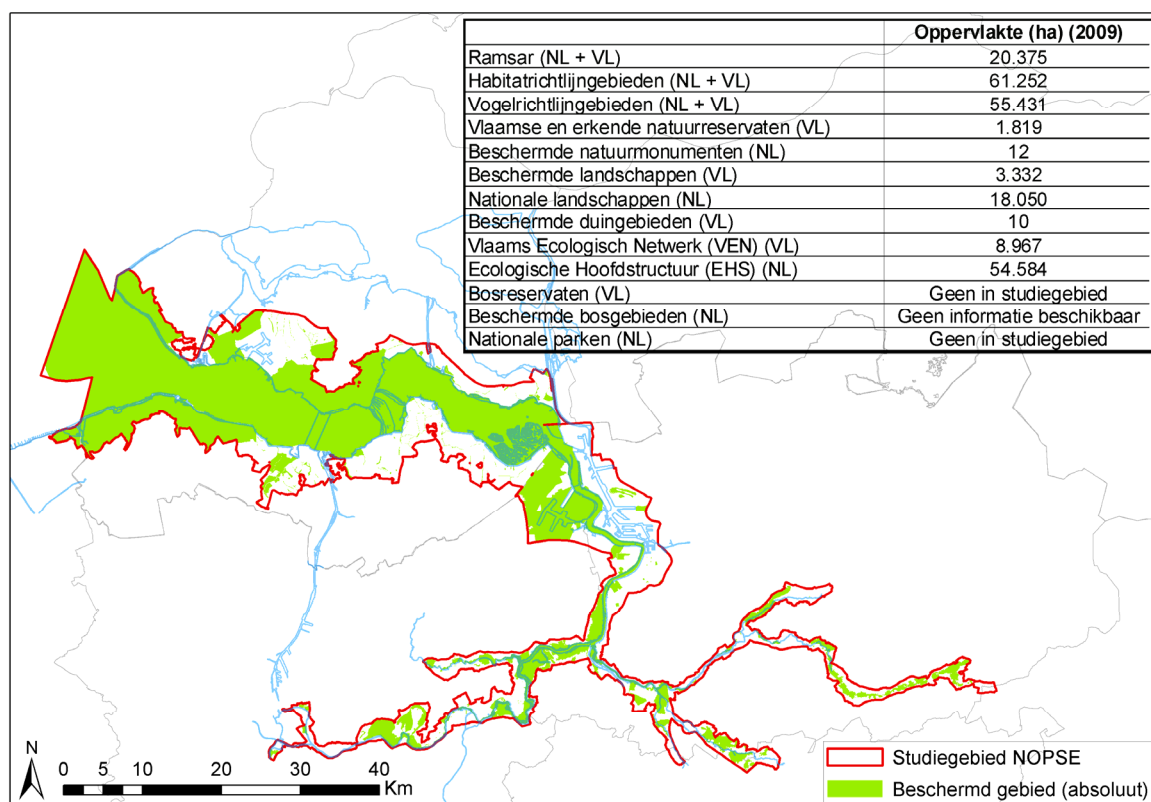 Oppervlakte (ha) (2009)
Ramsar (NL + VL) 20.375
Habitatrichtlijngebieden (NL + VL) 61.252
Vogelrichtlijngebieden (NL + VL) 55.431
Vlaamse en erkende natuurreservaten (VL) 1.819
Beschermde natuurmonumenten (NL) 12
Beschermde landschappen (VL) 3.332
Nationale landschappen (NL) 18.050
Beschermde duingebieden (VL) 10
Vlaams Ecologisch Netwerk (VEN) (VL) 8.967
Ecologische Hoofdstructuur (EHS) (NL) 54.584
Bosreservaten (VL) Geen in studiegebied
Beschermde bosgebieden (NL) Geen informatie beschikbaar
Nationale parken (NL) Geen in studiegebied
N
0 5 10 20 30 40
Km
Studiegebied NOPSE
Beschermd gebied (absoluut)